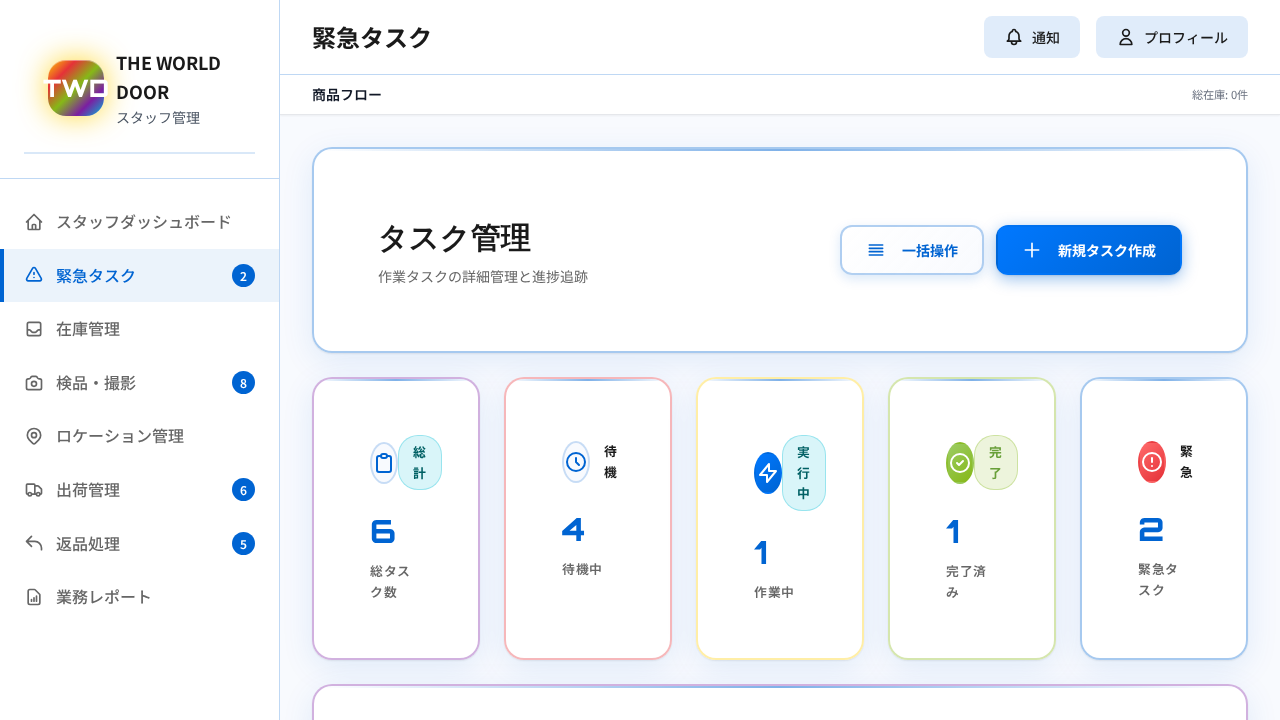 TWD
THE WORLD
DOOR
スタッフ管理
スタッフダッシュボード
緊急タスク
2
在庫管理
検品・撮影
8
ロケーション管理
出荷管理
6
返品処理
5
業務レポート
緊急タスク
通知
プロフィール
商品フロー
総在庫: 0件
タスク管理
作業タスクの詳細管理と進捗追跡
一括操作
新規タスク作成
総
計
6
総タス
ク数
待
機
4
待機中
実
行
中
1
作業中
完
了
1
完了済
み
緊
急
2
緊急タ
スク